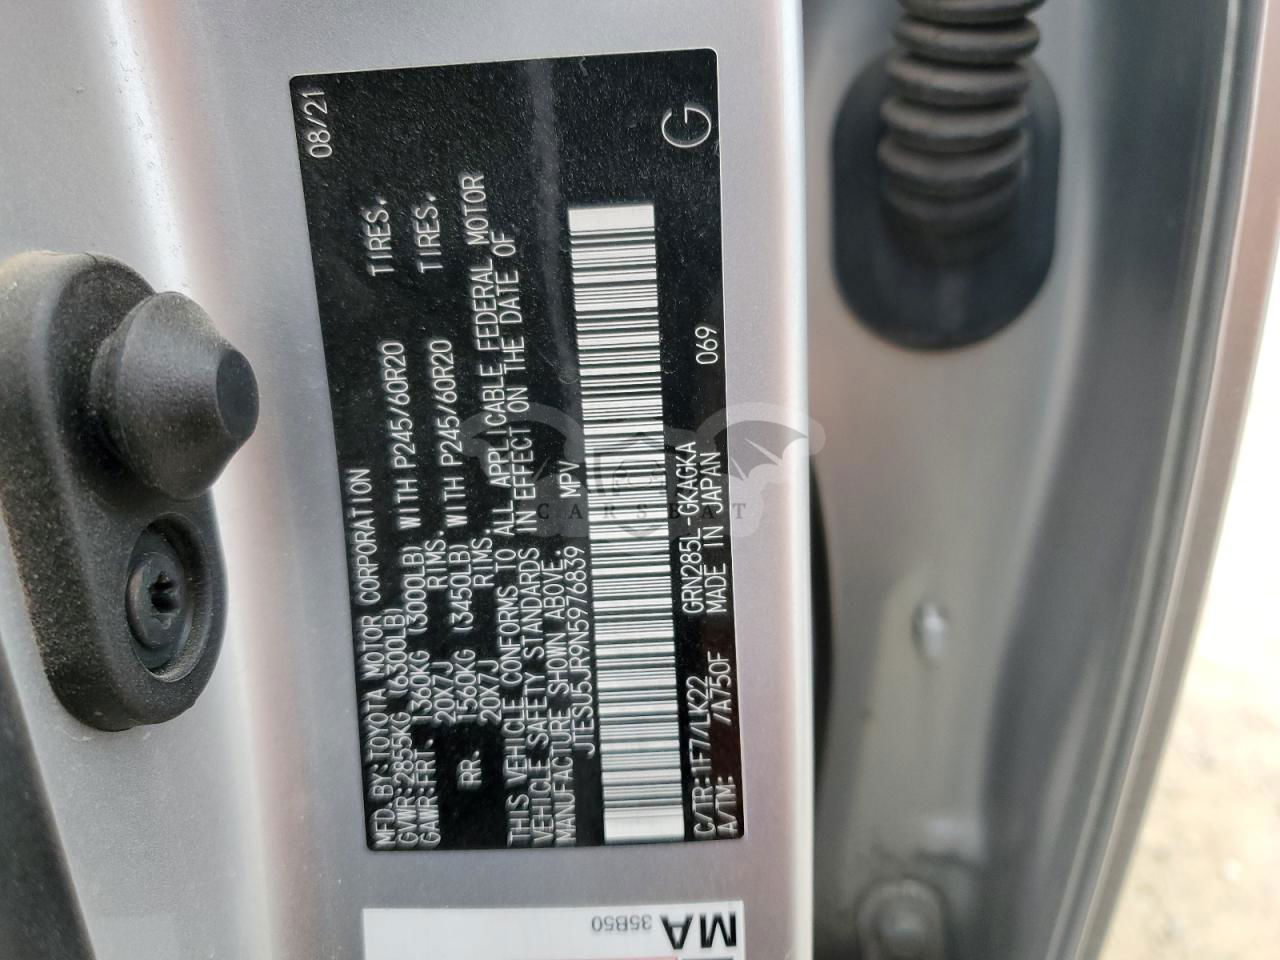 MFD. BY: TOYOTA MOTOR CORPORATION 08/21
GVWR: 2855KG (6300LB)
GAWR: FRT. 1360KG (3000LB) WITH P245/60R20 TIRES.
20X7J RIMS.
RR. 1560KG (3450LB) WITH P245/60R20 TIRES.
20X7J RIMS.
THIS VEHICLE CONFORMS TO ALL APPLICABLE FEDERAL MOTOR
VEHICLE SAFETY STANDARDS IN EFFECT ON THE DATE OF
MANUFACTURE SHOWN ABOVE.
JTESU5JR9N5976839 MPV
C/TR: 1F7/LK22 GRN285L-GKAGKA 069 G
A/TM: /A750F MADE IN JAPAN
CARSBAT
MA
35B50